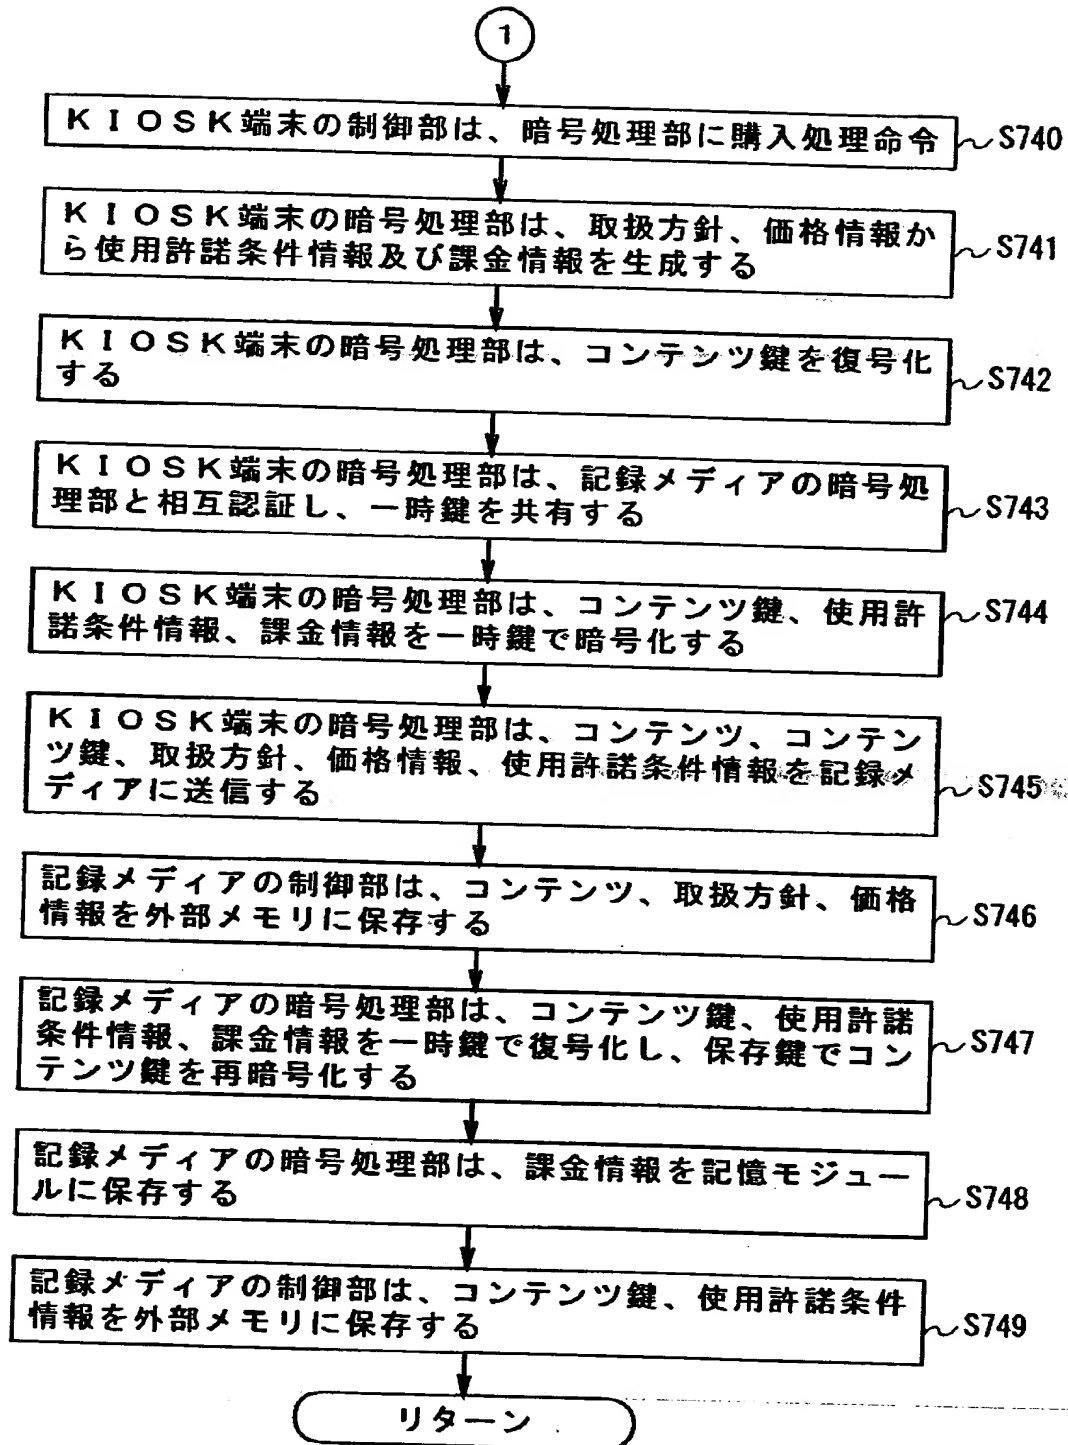 1
KIOSK端末の制御部は、暗号処理部に購入処理命令
S740
KIOSK端末の暗号処理部は、取扱方針、価格情報か
ら使用許諾条件情報及び課金情報を生成する
S741
KIOSK端末の暗号処理部は、コンテンツ鍵を復号化
する
S742
KIOSK端末の暗号処理部は、記録メディアの暗号処
理部と相互認証し、一時鍵を共有する
S743
KIOSK端末の暗号処理部は、コンテンツ鍵、使用許
諾条件情報、課金情報を一時鍵で暗号化する
S744
KIOSK端末の暗号処理部は、コンテンツ、コンテン
ツ鍵、取扱方針、価格情報、使用許諾条件情報を記録メ
ディアに送信する
S745
記録メディアの制御部は、コンテンツ、取扱方針、価格
情報を外部メモリに保存する
S746
記録メディアの暗号処理部は、コンテンツ鍵、使用許諾
条件情報、課金情報を一時鍵で復号化し、保存鍵でコン
テンツ鍵を再暗号化する
S747
記録メディアの暗号処理部は、課金情報を記憶モジュー
ルに保存する
S748
記録メディアの制御部は、コンテンツ鍵、使用許諾条件
情報を外部メモリに保存する
S749
リターン